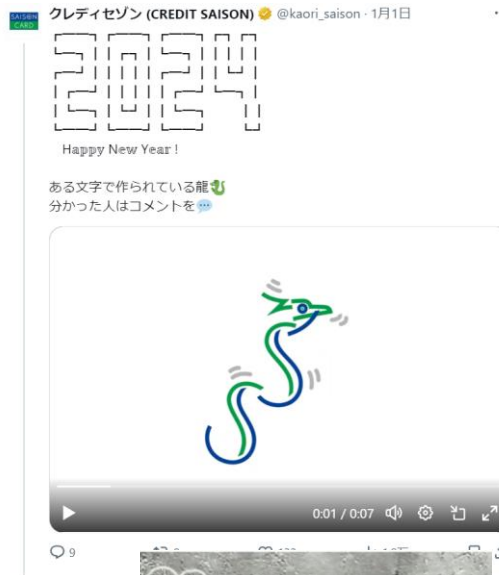 SAISON CARD
クレディセゾン (CREDIT SAISON) @kaori_saison · 1月1日
2024
Happy New Year !
ある文字で作られている龍🐉
分かった人はコメントを💬
0:01 / 0:07
9